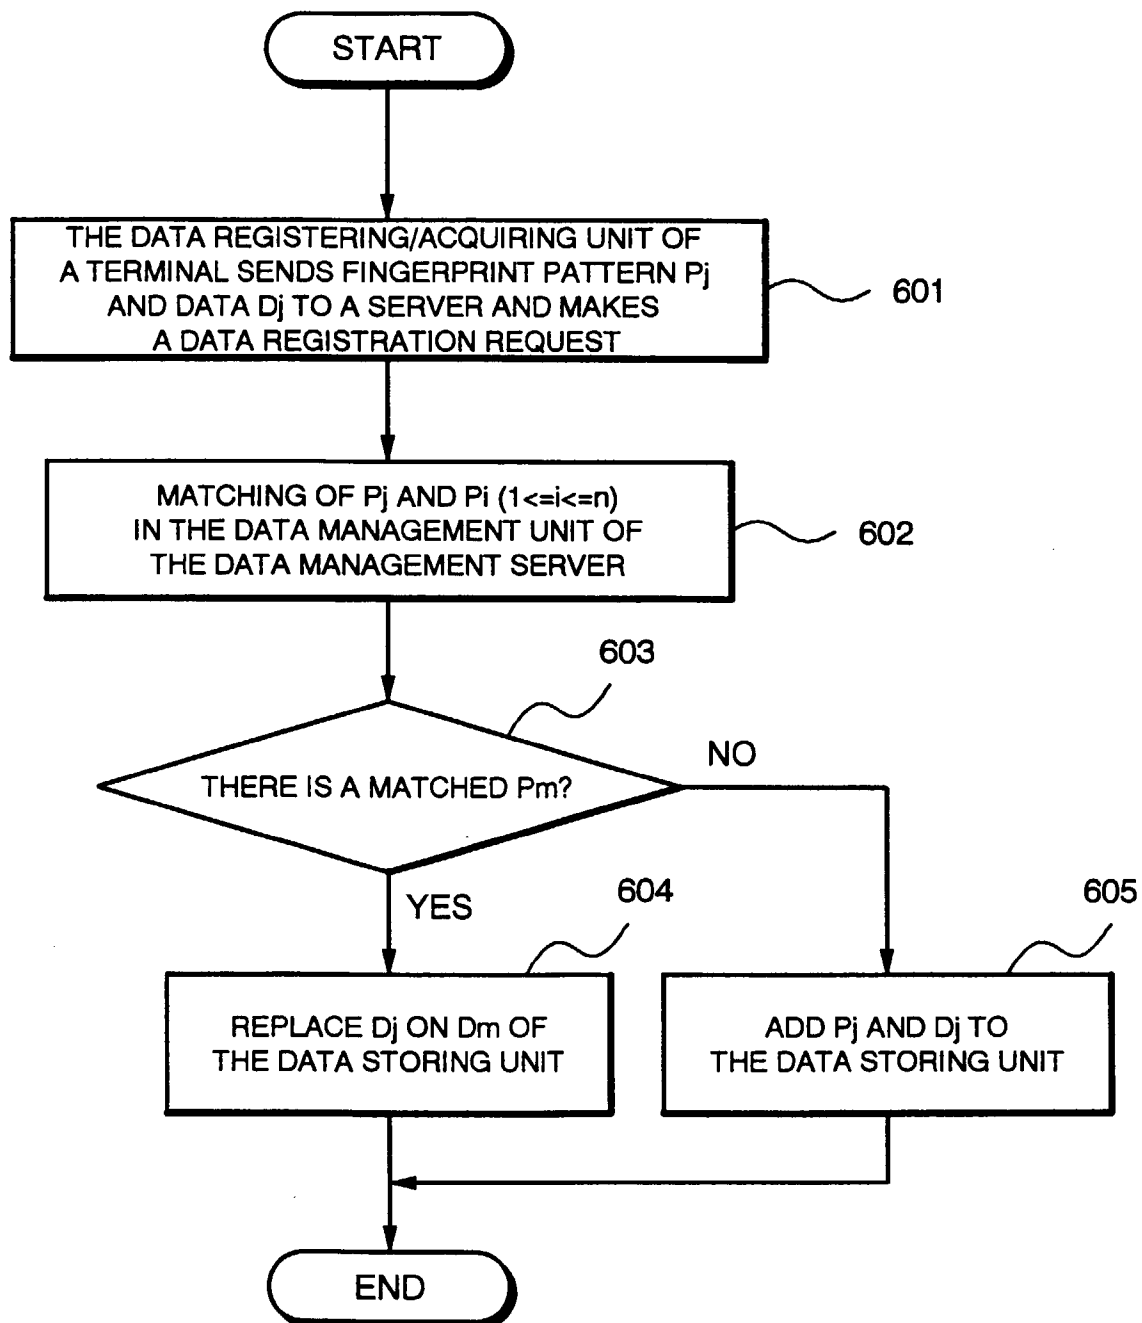 START
THE DATA REGISTERING/ACQUIRING UNIT OF
A TERMINAL SENDS FINGERPRINT PATTERN Pj
AND DATA Dj TO A SERVER AND MAKES
A DATA REGISTRATION REQUEST
601
MATCHING OF Pj AND Pi (1<=i<=n)
IN THE DATA MANAGEMENT UNIT OF
THE DATA MANAGEMENT SERVER
602
603
THERE IS A MATCHED Pm?
NO
YES
604
REPLACE Dj ON Dm OF
THE DATA STORING UNIT
605
ADD Pj AND Dj TO
THE DATA STORING UNIT
END